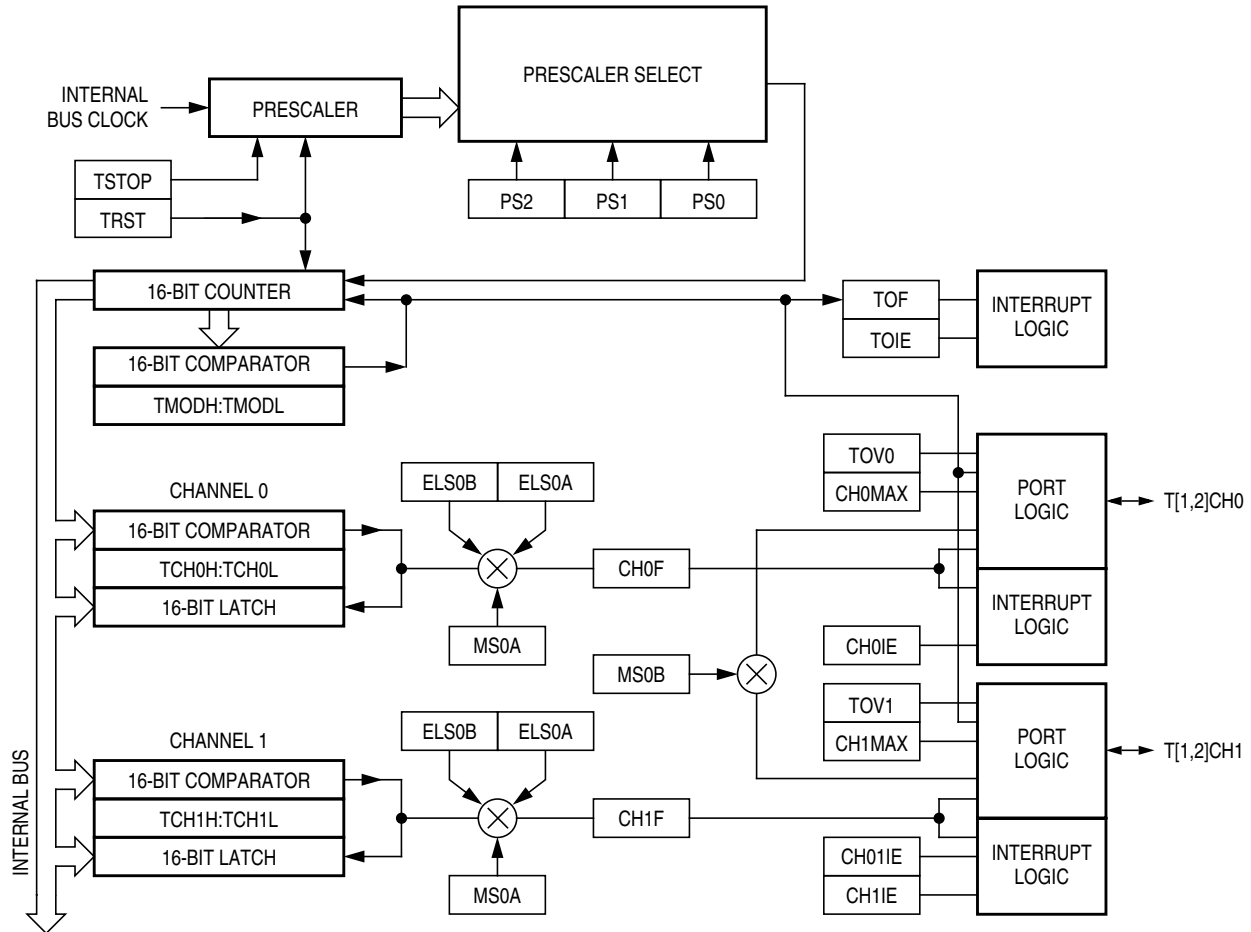 PRESCALER SELECT
INTERNAL
BUS CLOCK
PRESCALER
TSTOP
TRST
PS2
PS1
PS0
16-BIT COUNTER
TOF
TOIE
INTERRUPT
LOGIC
16-BIT COMPARATOR
TMODH:TMODL
TOV0
CH0MAX
PORT
LOGIC
T[1,2]CH0
CHANNEL 0
ELS0B
ELS0A
16-BIT COMPARATOR
TCH0H:TCH0L
16-BIT LATCH
CH0F
MS0A
INTERRUPT
LOGIC
CH0IE
MS0B
TOV1
CH1MAX
PORT
LOGIC
T[1,2]CH1
CHANNEL 1
ELS0B
ELS0A
16-BIT COMPARATOR
TCH1H:TCH1L
16-BIT LATCH
CH1F
MS0A
CH01IE
CH1IE
INTERRUPT
LOGIC
INTERNAL BUS